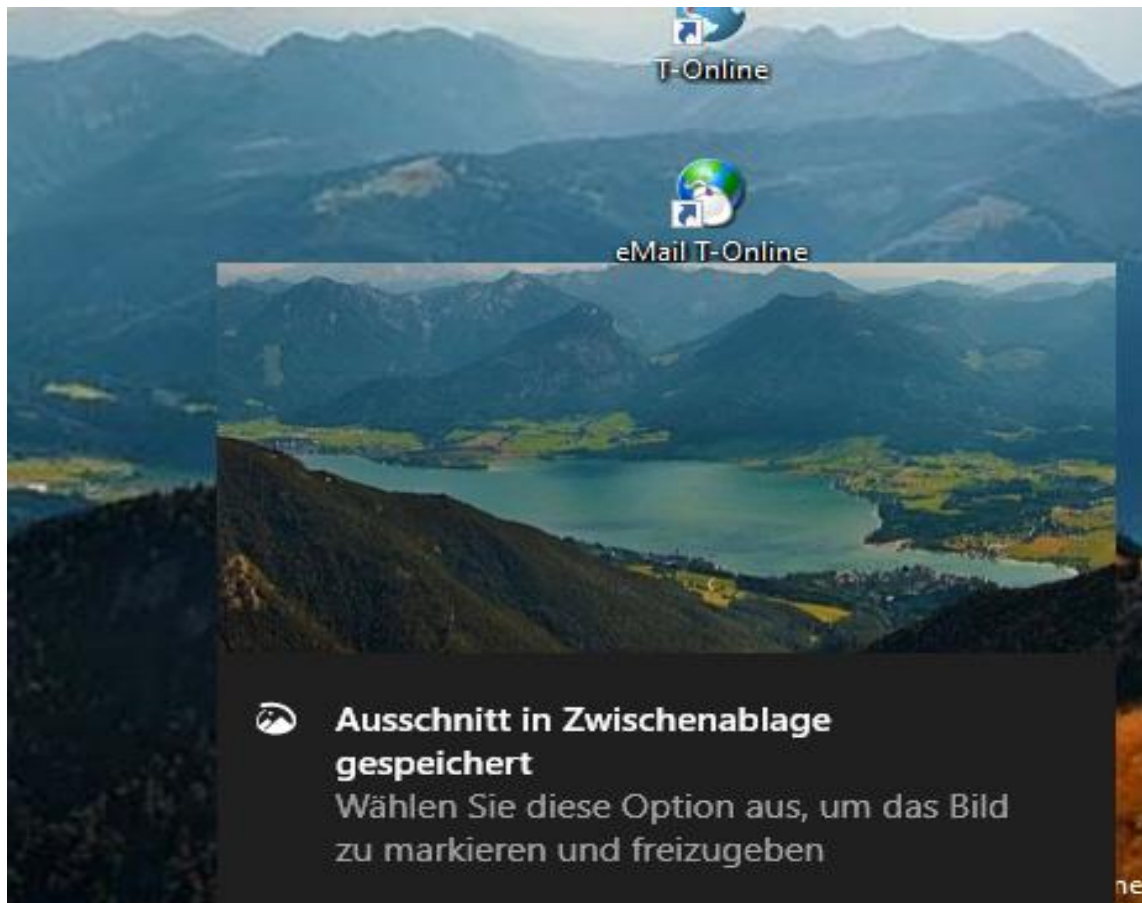 T-Online
eMail T-Online
Ausschnitt in Zwischenablage
gespeichert
Wählen Sie diese Option aus, um das Bild
zu markieren und freizugeben